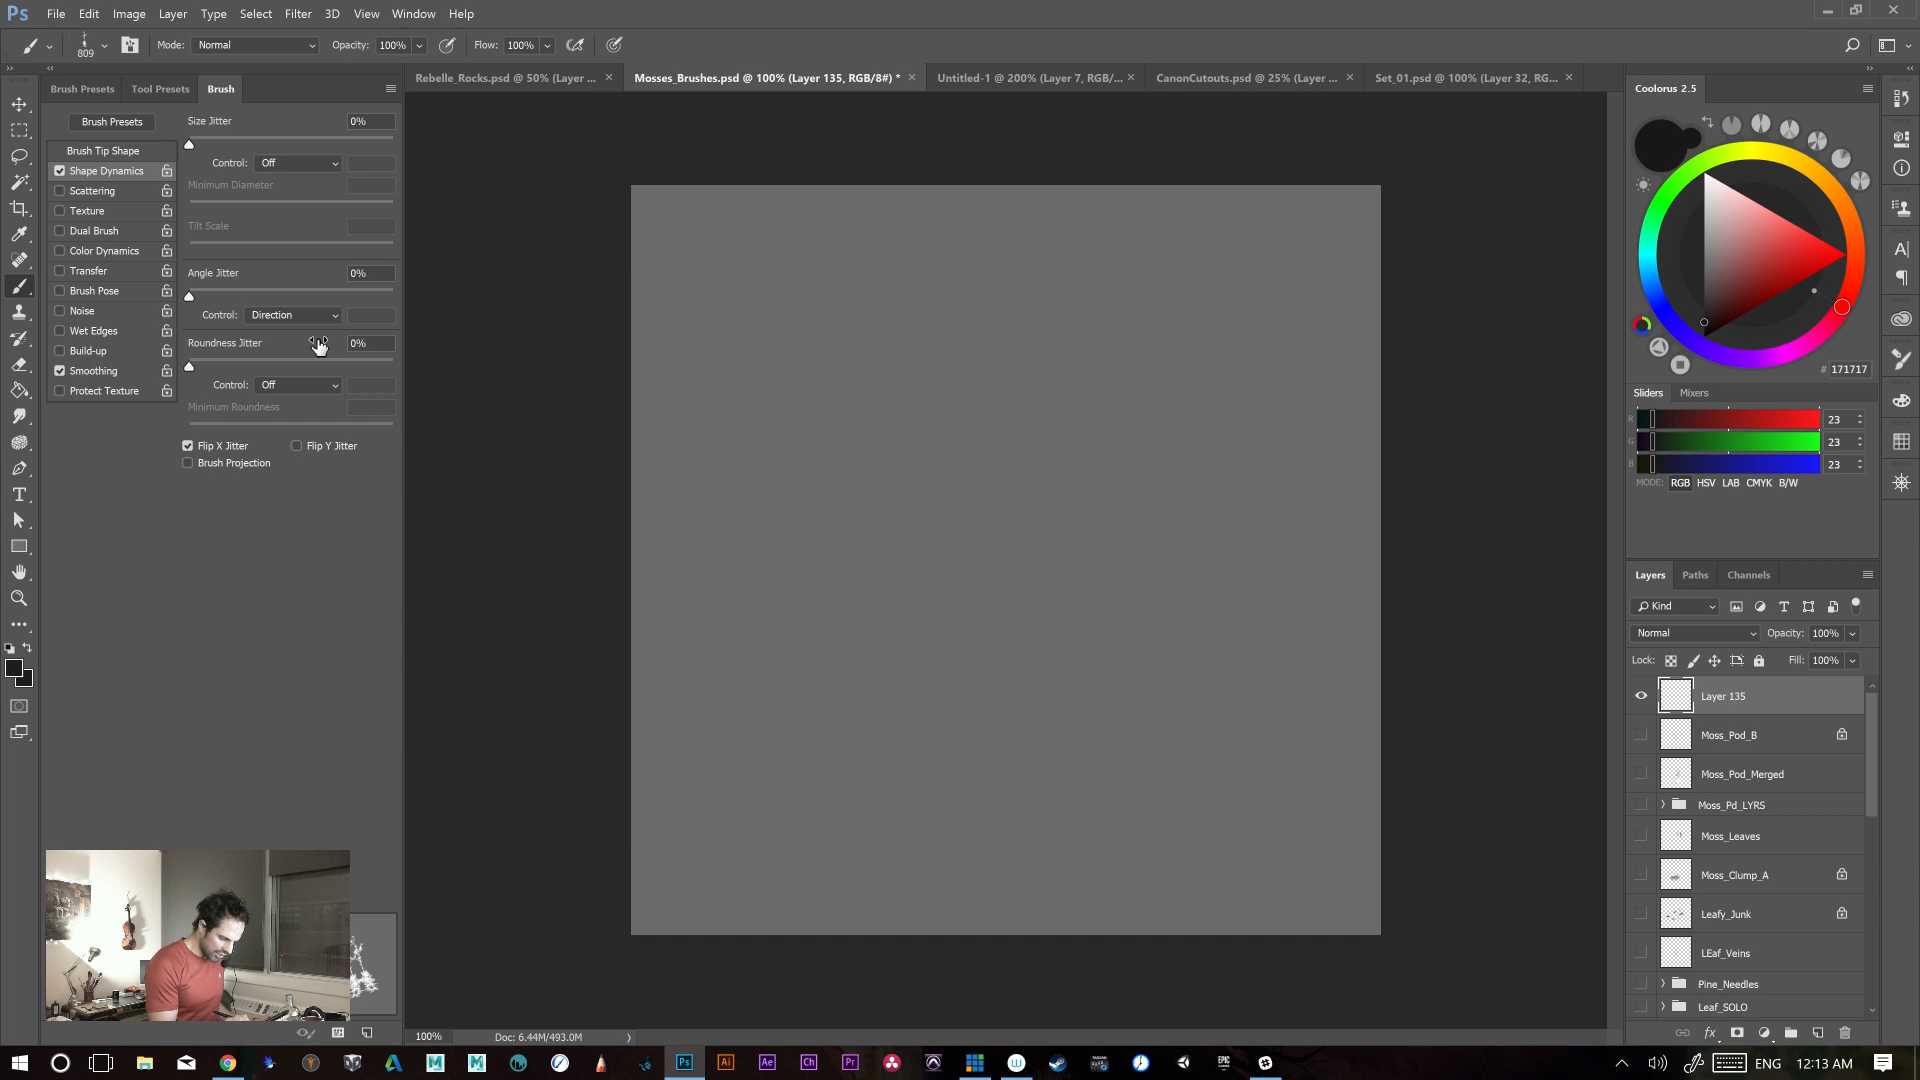 Ps File Edit Image Layer Type Select Filter 3D View Window Help
809 Mode: Normal Opacity: 100% Flow: 100%
Rebelle_Rocks.psd @ 50% (Layer ... × Mosses_Brushes.psd @ 100% (Layer 135, RGB/8#) * × Untitled-1 @ 200% (Layer 7, RGB/... × CanonCutouts.psd @ 25% (Layer ... × Set_01.psd @ 100% (Layer 32, RG... ×
Brush Presets Tool Presets Brush
Brush Presets
Brush Tip Shape
Shape Dynamics
Scattering
Texture
Dual Brush
Color Dynamics
Transfer
Brush Pose
Noise
Wet Edges
Build-up
Smoothing
Protect Texture
Size Jitter 0%
Control: Off
Minimum Diameter
Tilt Scale
Angle Jitter 0%
Control: Direction
Roundness Jitter 0%
Control: Off
Minimum Roundness
Flip X Jitter Flip Y Jitter
Brush Projection
Coolorus 2.5
# 171717
Sliders Mixers
R 23
G 23
B 23
MODE: RGB HSV LAB CMYK B/W
Layers Paths Channels
Kind
Normal Opacity: 100%
Lock: Fill: 100%
Layer 135
Moss_Pod_B
Moss_Pod_Merged
Moss_Pd_LYRS
Moss_Leaves
Moss_Clump_A
Leafy_Junk
LEaf_Veins
Pine_Needles
Leaf_SOLO
fx
100% Doc: 6.44M/493.0M
Ps Ai Ae Ch Pr
ENG 12:13 AM